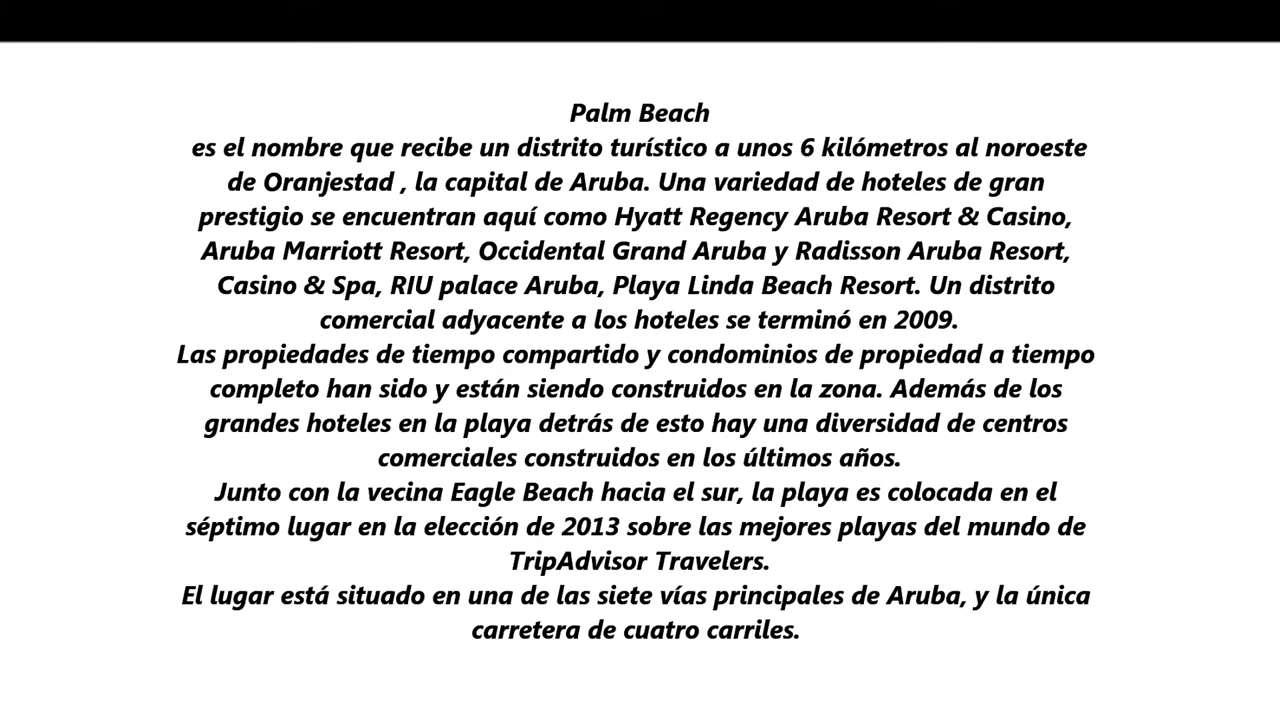 Palm Beach
es el nombre que recibe un distrito turístico a unos 6 kilómetros al noroeste
de Oranjestad , la capital de Aruba. Una variedad de hoteles de gran
prestigio se encuentran aquí como Hyatt Regency Aruba Resort & Casino,
Aruba Marriott Resort, Occidental Grand Aruba y Radisson Aruba Resort,
Casino & Spa, RIU palace Aruba, Playa Linda Beach Resort. Un distrito
comercial adyacente a los hoteles se terminó en 2009.
Las propiedades de tiempo compartido y condominios de propiedad a tiempo
completo han sido y están siendo construidos en la zona. Además de los
grandes hoteles en la playa detrás de esto hay una diversidad de centros
comerciales construidos en los últimos años.
Junto con la vecina Eagle Beach hacia el sur, la playa es colocada en el
séptimo lugar en la elección de 2013 sobre las mejores playas del mundo de
TripAdvisor Travelers.
El lugar está situado en una de las siete vías principales de Aruba, y la única
carretera de cuatro carriles.